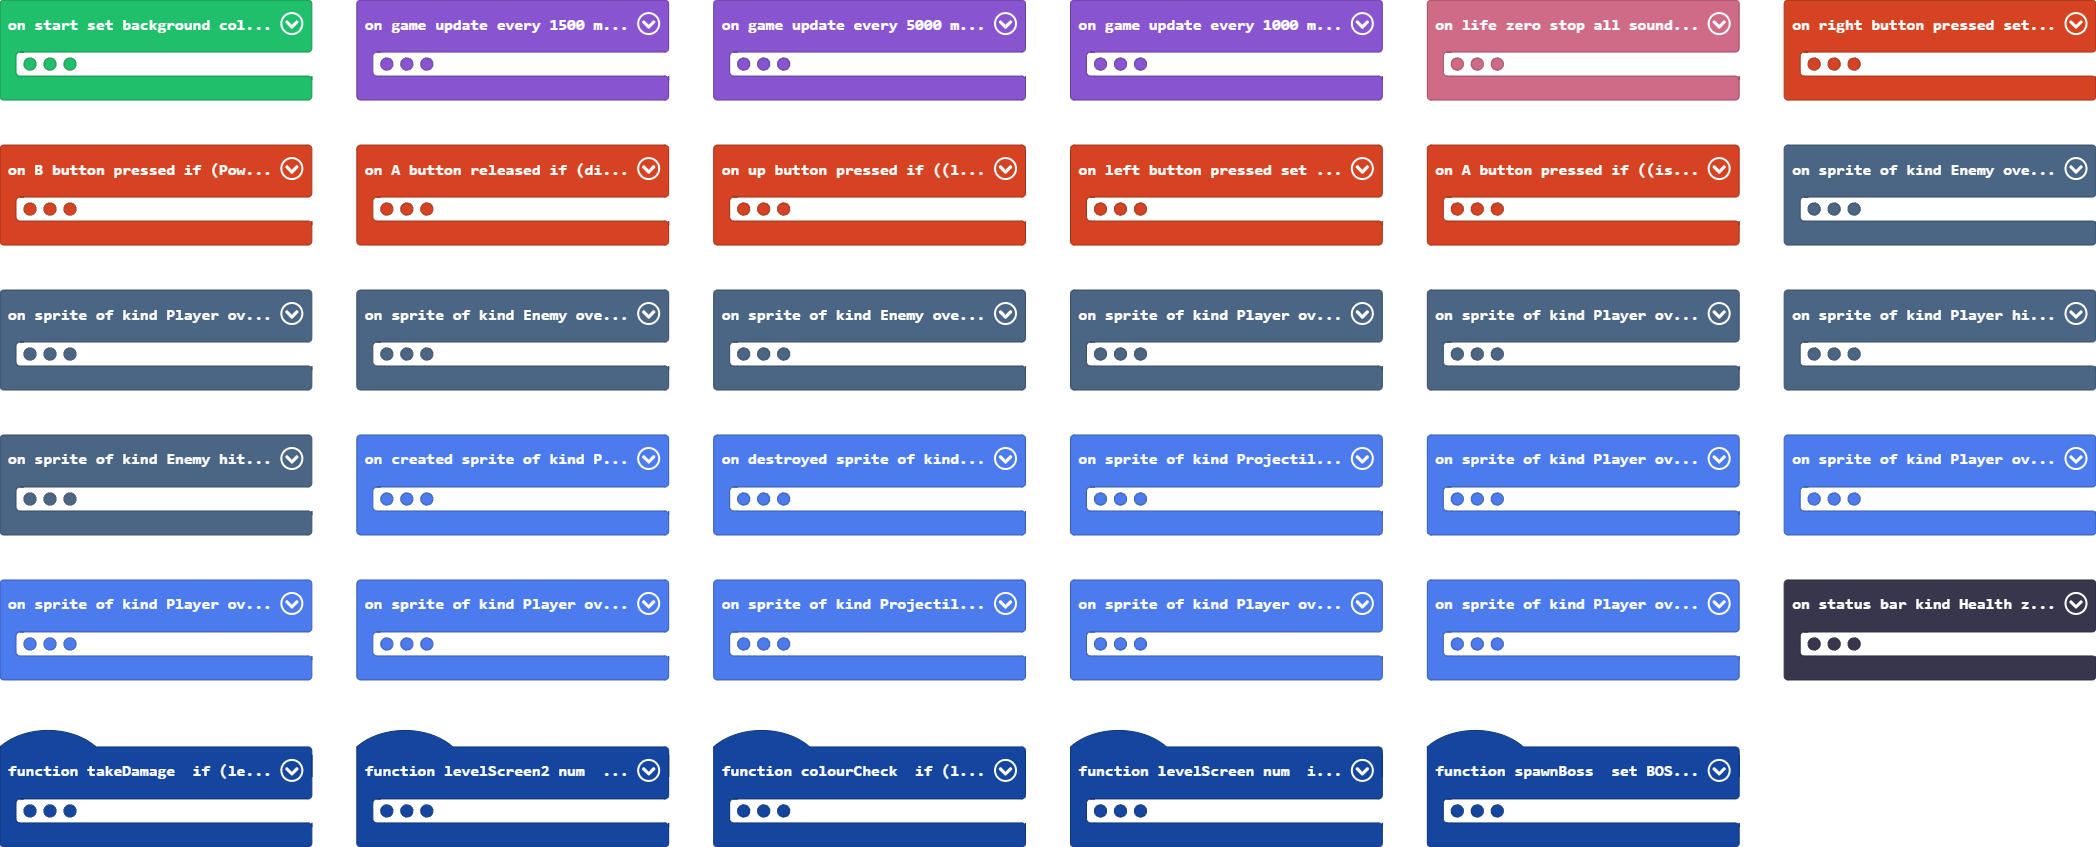 on start set background col...
on game update every 1500 m...
on game update every 5000 m...
on game update every 1000 m...
on life zero stop all sound...
on right button pressed set...
on B button pressed if (Pow...
on A button released if (di...
on up button pressed if ((l...
on left button pressed set ...
on A button pressed if ((is...
on sprite of kind Enemy ove...
on sprite of kind Player ov...
on sprite of kind Enemy ove...
on sprite of kind Enemy ove...
on sprite of kind Player ov...
on sprite of kind Player ov...
on sprite of kind Player hi...
on sprite of kind Enemy hit...
on created sprite of kind P...
on destroyed sprite of kind...
on sprite of kind Projectil...
on sprite of kind Player ov...
on sprite of kind Player ov...
on sprite of kind Player ov...
on sprite of kind Player ov...
on sprite of kind Projectil...
on sprite of kind Player ov...
on sprite of kind Player ov...
on status bar kind Health z...
function takeDamage if (le...
function levelScreen2 num ...
function colourCheck if (l...
function levelScreen num i...
function spawnBoss set BOS...